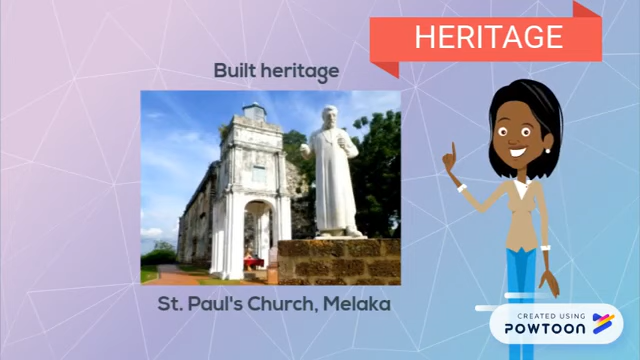 HERITAGE
Built heritage
St. Paul's Church, Melaka
CREATED USING
POWTOON